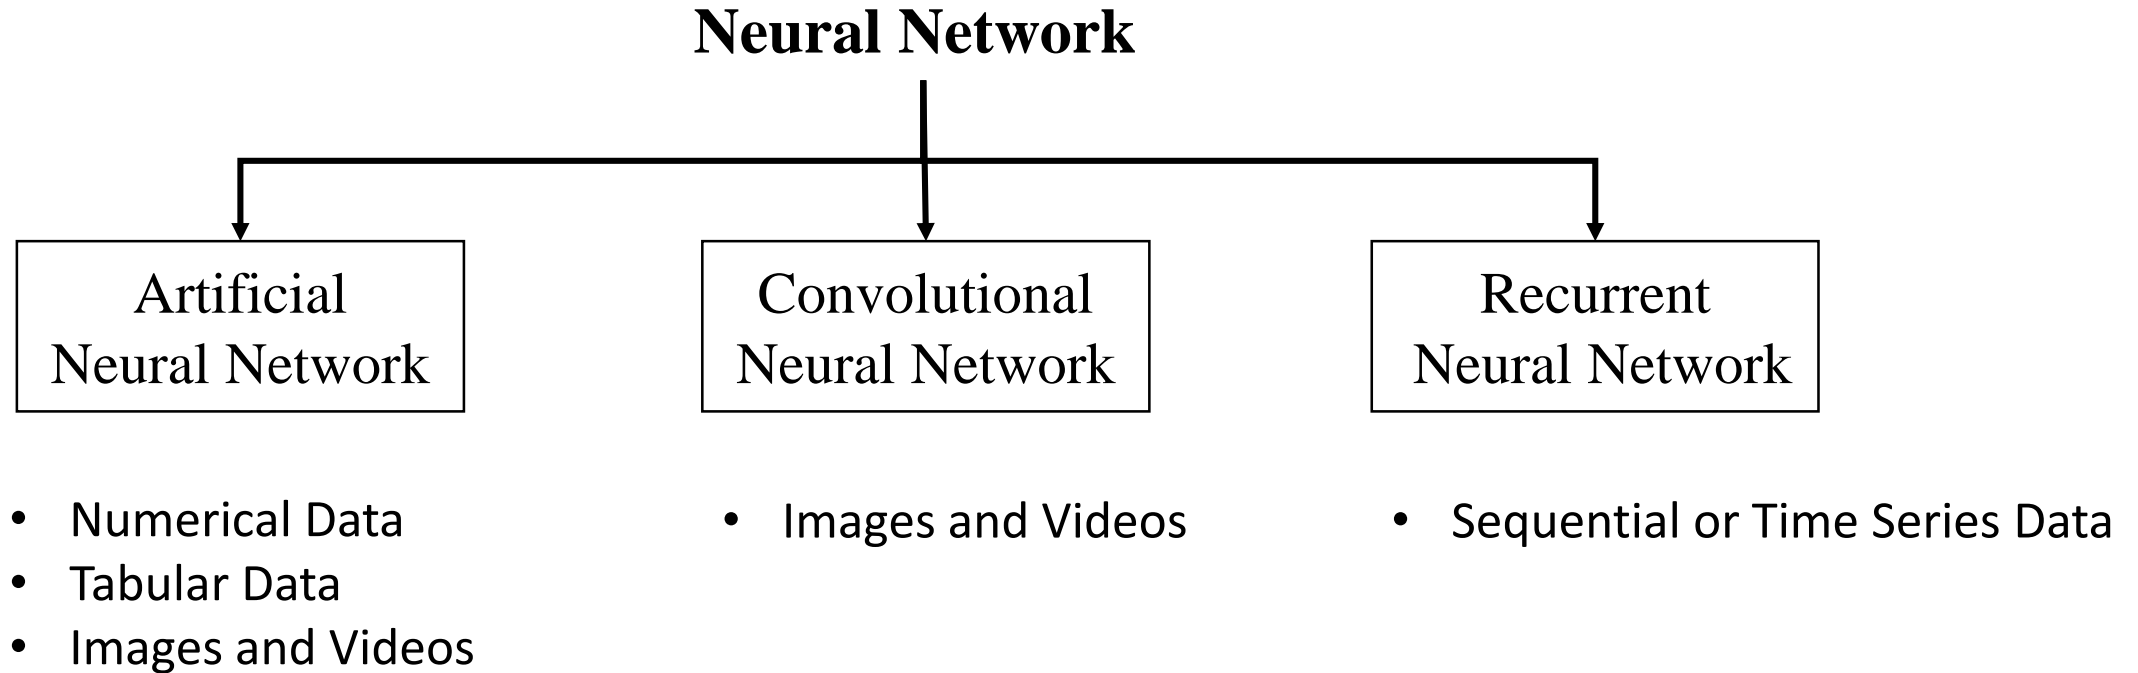 Neural Network
Artificial
Neural Network
Convolutional
Neural Network
Recurrent
Neural Network
• Numerical Data
• Tabular Data
• Images and Videos
• Images and Videos
• Sequential or Time Series Data